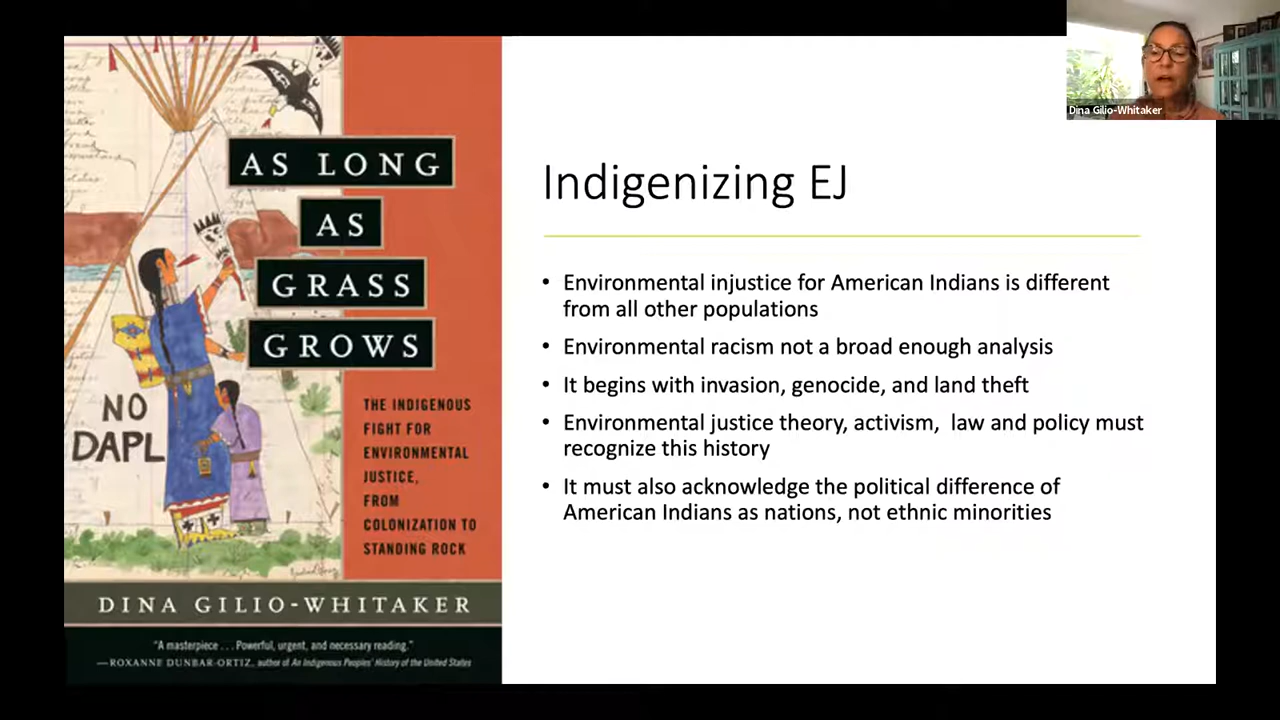 Dina Gilio-Whitaker
AS LONG
AS
GRASS
GROWS
NO
DAPL
THE INDIGENOUS
FIGHT FOR
ENVIRONMENTAL
JUSTICE,
FROM
COLONIZATION TO
STANDING ROCK
DINA GILIO-WHITAKER
"A masterpiece . . . Powerful, urgent, and necessary reading."
—ROXANNE DUNBAR-ORTIZ, author of An Indigenous Peoples' History of the United States
Indigenizing EJ
• Environmental injustice for American Indians is different
from all other populations
• Environmental racism not a broad enough analysis
• It begins with invasion, genocide, and land theft
• Environmental justice theory, activism,  law and policy must
recognize this history
• It must also acknowledge the political difference of
American Indians as nations, not ethnic minorities